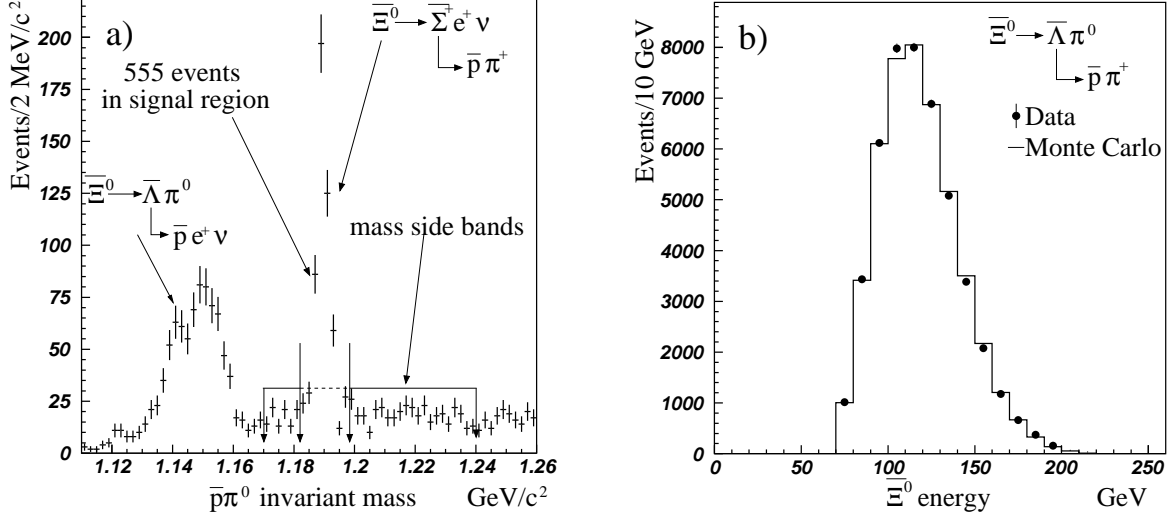 a)
Events/2 MeV/c²
200
175
150
125
100
75
50
25
0
Ξ̅⁰ → Σ̅⁺ e⁺ ν
→ p̅ π⁺
555 events
in signal region
Ξ̅⁰ → Λ̅ π⁰
→ p̅ e⁺ ν
mass side bands
1.12 1.14 1.16 1.18 1.2 1.22 1.24 1.26
p̅π⁰ invariant mass GeV/c²
b)
Events/10 GeV
8000
7000
6000
5000
4000
3000
2000
1000
0
Ξ̅⁰ → Λ̅ π⁰
→ p̅ π⁺
Data
Monte Carlo
0 50 100 150 200 250
Ξ̅⁰ energy GeV